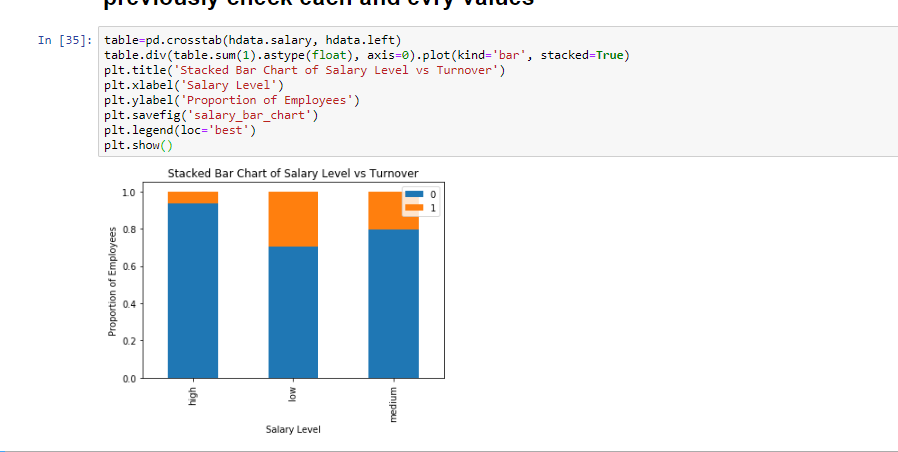 previously check each and evry values
In [35]: table=pd.crosstab(hdata.salary, hdata.left)
table.div(table.sum(1).astype(float), axis=0).plot(kind='bar', stacked=True)
plt.title('Stacked Bar Chart of Salary Level vs Turnover')
plt.xlabel('Salary Level')
plt.ylabel('Proportion of Employees')
plt.savefig('salary_bar_chart')
plt.legend(loc='best')
plt.show()
Stacked Bar Chart of Salary Level vs Turnover
1.0
0.8
0.6
0.4
0.2
0.0
Proportion of Employees
0
1
high
low
medium
Salary Level